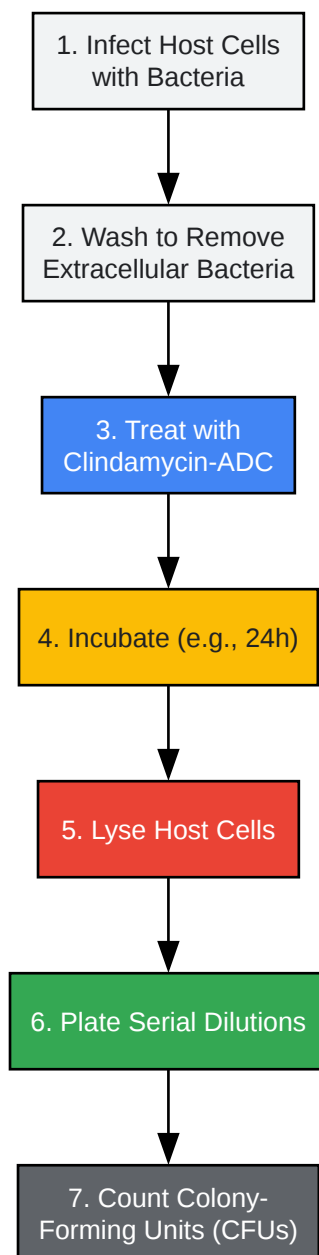 1. Infect Host Cells
with Bacteria
2. Wash to Remove
Extracellular Bacteria
3. Treat with
Clindamycin-ADC
4. Incubate (e.g., 24h)
5. Lyse Host Cells
6. Plate Serial Dilutions
7. Count Colony-
Forming Units (CFUs)